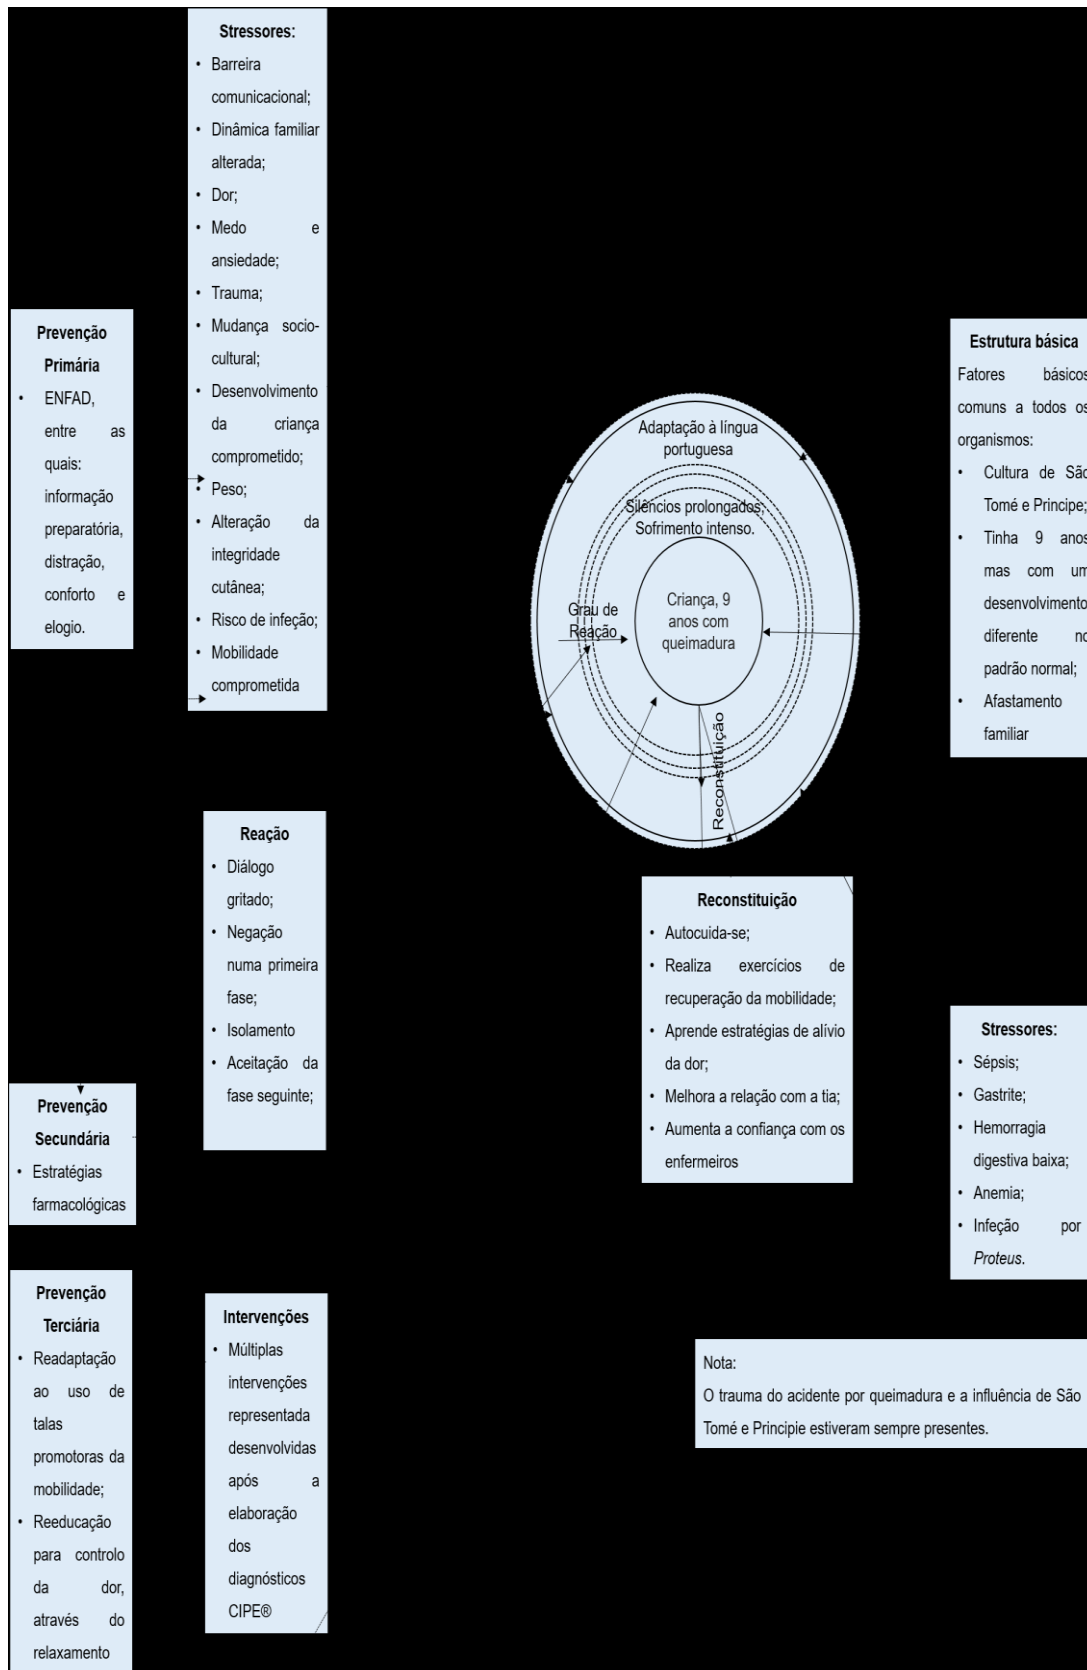 Stressores:
• Barreira
comunicacional;
• Dinâmica familiar
alterada;
• Dor;
• Medo e
ansiedade;
• Trauma;
• Mudança socio-
cultural;
• Desenvolvimento
da criança
comprometido;
• Peso;
• Alteração da
integridade
cutânea;
• Risco de infeção;
• Mobilidade
comprometida
Prevenção
Primária
• ENFAD,
entre as
quais:
informação
preparatória,
distração,
conforto e
elogio.
Adaptação à língua
portuguesa
Silêncios prolongados;
Sofrimento intenso.
Criança, 9
anos com
queimadura
Grau de
Reação
Reconstituição
Estrutura básica
Fatores básicos
comuns a todos os
organismos:
• Cultura de São
Tomé e Principe;
• Tinha 9 anos
mas com um
desenvolvimento
diferente no
padrão normal;
• Afastamento
familiar
Reação
• Diálogo
gritado;
• Negação
numa primeira
fase;
• Isolamento
• Aceitação da
fase seguinte;
Reconstituição
• Autocuida-se;
• Realiza exercícios de
recuperação da mobilidade;
• Aprende estratégias de alívio
da dor;
• Melhora a relação com a tia;
• Aumenta a confiança com os
enfermeiros
Stressores:
• Sépsis;
• Gastrite;
• Hemorragia
digestiva baixa;
• Anemia;
• Infeção por
Proteus.
Prevenção
Secundária
• Estratégias
farmacológicas
Prevenção
Terciária
• Readaptação
ao uso de
talas
promotoras da
mobilidade;
• Reeducação
para controlo
da dor,
através do
relaxamento
Intervenções
• Múltiplas
intervenções
representada
desenvolvidas
após a
elaboração
dos
diagnósticos
CIPE®
Nota:
O trauma do acidente por queimadura e a influência de São
Tomé e Principie estiveram sempre presentes.